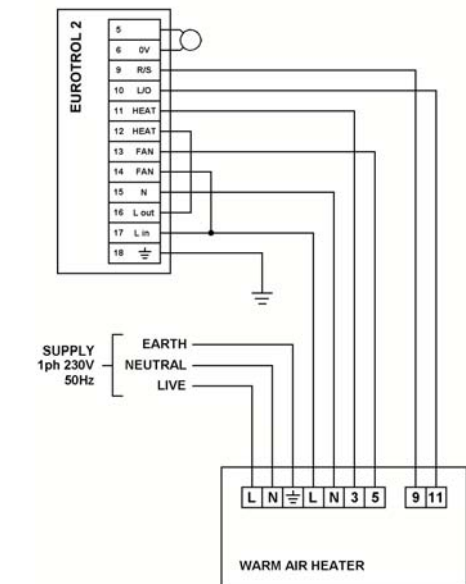 EUROTROL 2
5
6 0V
9 R/S
10 L/O
11 HEAT
12 HEAT
13 FAN
14 FAN
15 N
16 L out
17 L in
18
SUPPLY
1ph 230V
50Hz
EARTH
NEUTRAL
LIVE
L N L N 3 5 9 11
WARM AIR HEATER